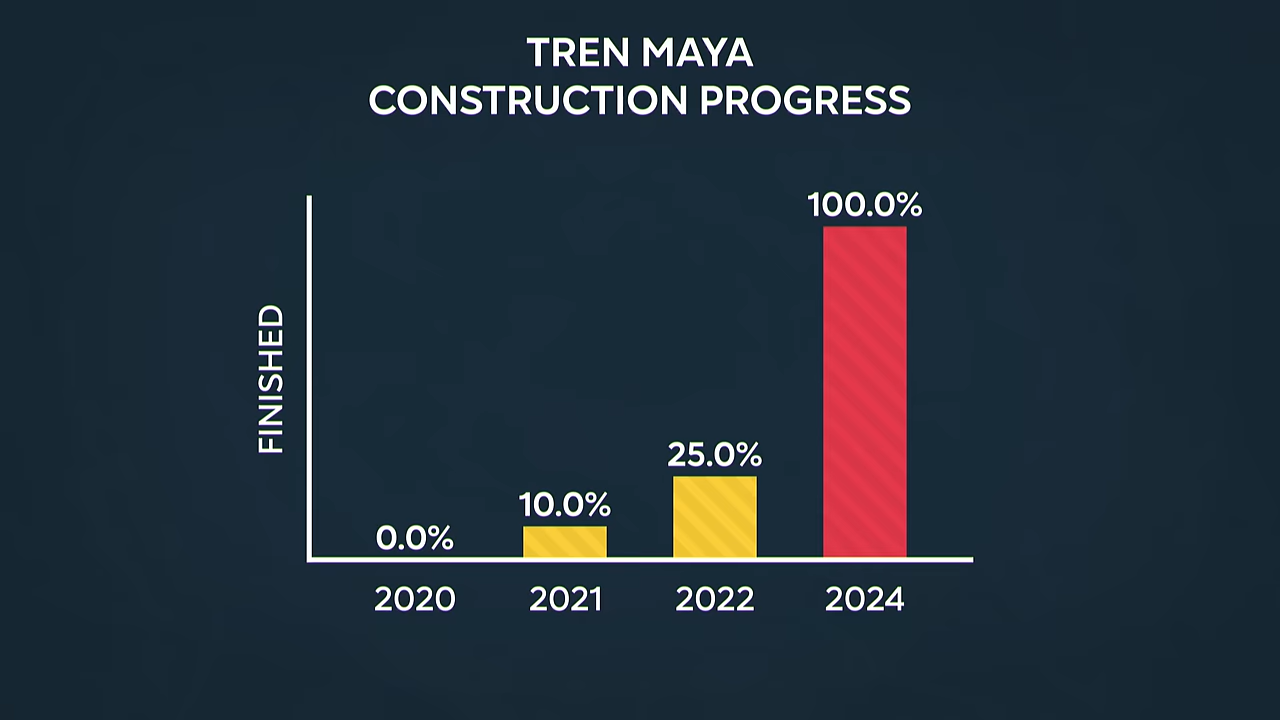 TREN MAYA
CONSTRUCTION PROGRESS
FINISHED
0.0%
10.0%
25.0%
100.0%
2020
2021
2022
2024